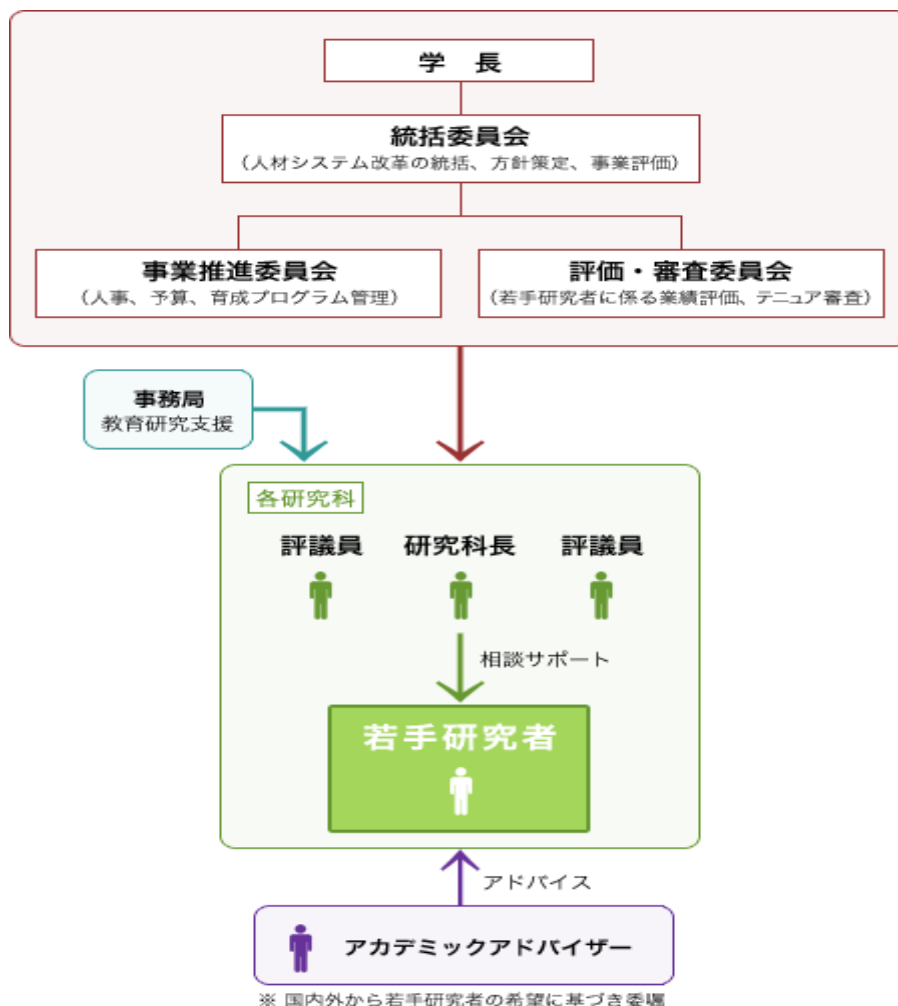 学　長
統括委員会
（人材システム改革の統括、方針策定、事業評価）
事業推進委員会
（人事、予算、育成プログラム管理）
評価・審査委員会
（若手研究者に係る業績評価、テニュア審査）
事務局
教育研究支援
各研究科
評議員
研究科長
評議員
相談サポート
若手研究者
アドバイス
アカデミックアドバイザー
※ 国内外から若手研究者の希望に基づき委嘱